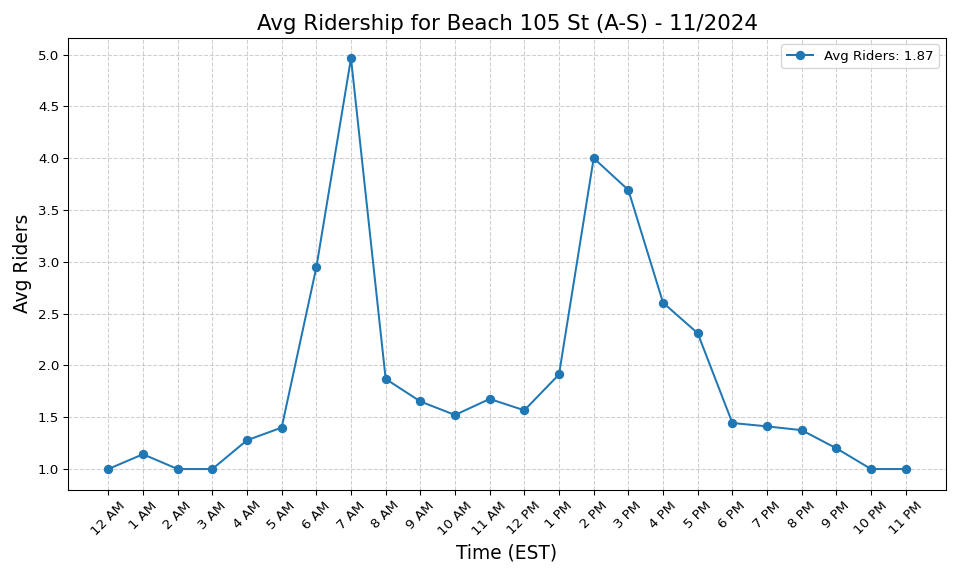 Avg Ridership for Beach 105 St (A-S) - 11/2024
Avg Riders: 1.87
Avg Riders
5.0
4.5
4.0
3.5
3.0
2.5
2.0
1.5
1.0
12 AM
1 AM
2 AM
3 AM
4 AM
5 AM
6 AM
7 AM
8 AM
9 AM
10 AM
11 AM
12 PM
1 PM
2 PM
3 PM
4 PM
5 PM
6 PM
7 PM
8 PM
9 PM
10 PM
11 PM
Time (EST)